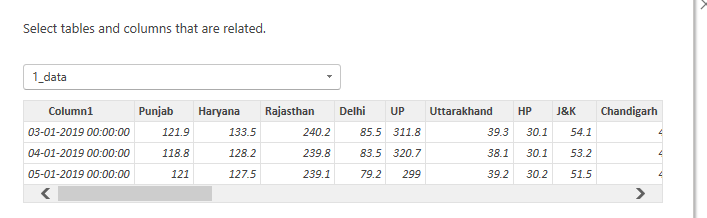 Select tables and columns that are related.
1_data
Column1 Punjab Haryana Rajasthan Delhi UP Uttarakhand HP J&K Chandigarh
03-01-2019 00:00:00 121.9 133.5 240.2 85.5 311.8 39.3 30.1 54.1
04-01-2019 00:00:00 118.8 128.2 239.8 83.5 320.7 38.1 30.1 53.2
05-01-2019 00:00:00 121 127.5 239.1 79.2 299 39.2 30.2 51.5